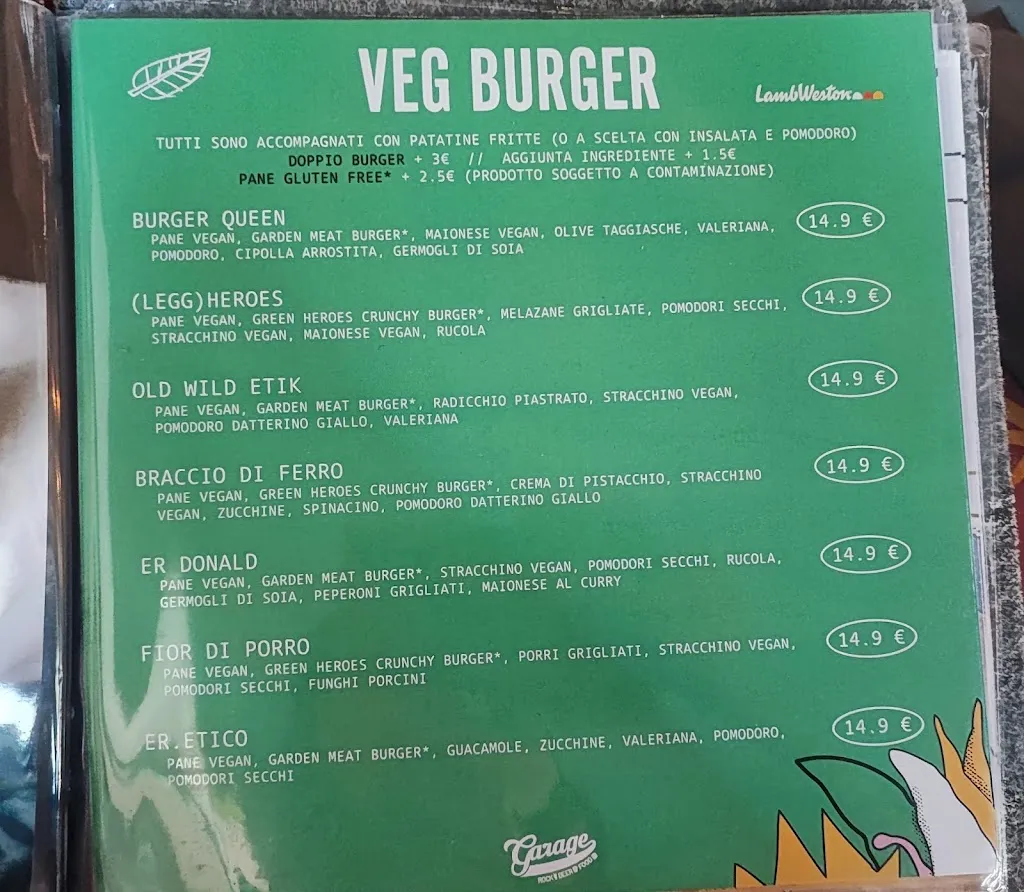 VEG BURGER
LambWeston
TUTTI SONO ACCOMPAGNATI CON PATATINE FRITTE (O A SCELTA CON INSALATA E POMODORO)
DOPPIO BURGER + 3€ // AGGIUNTA INGREDIENTE + 1.5€
PANE GLUTEN FREE* + 2.5€ (PRODOTTO SOGGETTO A CONTAMINAZIONE)
BURGER QUEEN 14.9 €
PANE VEGAN, GARDEN MEAT BURGER*, MAIONESE VEGAN, OLIVE TAGGIASCHE, VALERIANA,
POMODORO, CIPOLLA ARROSTITA, GERMOGLI DI SOIA
(LEGG)HEROES 14.9 €
PANE VEGAN, GREEN HEROES CRUNCHY BURGER*, MELAZANE GRIGLIATE, POMODORI SECCHI,
STRACCHINO VEGAN, MAIONESE VEGAN, RUCOLA
OLD WILD ETIK 14.9 €
PANE VEGAN, GARDEN MEAT BURGER*, RADICCHIO PIASTRATO, STRACCHINO VEGAN,
POMODORO DATTERINO GIALLO, VALERIANA
BRACCIO DI FERRO 14.9 €
PANE VEGAN, GREEN HEROES CRUNCHY BURGER*, CREMA DI PISTACCHIO, STRACCHINO
VEGAN, ZUCCHINE, SPINACINO, POMODORO DATTERINO GIALLO
ER DONALD 14.9 €
PANE VEGAN, GARDEN MEAT BURGER*, STRACCHINO VEGAN, POMODORI SECCHI, RUCOLA,
GERMOGLI DI SOIA, PEPERONI GRIGLIATI, MAIONESE AL CURRY
FIOR DI PORRO 14.9 €
PANE VEGAN, GREEN HEROES CRUNCHY BURGER*, PORRI GRIGLIATI, STRACCHINO VEGAN,
POMODORI SECCHI, FUNGHI PORCINI
ER.ETICO 14.9 €
PANE VEGAN, GARDEN MEAT BURGER*, GUACAMOLE, ZUCCHINE, VALERIANA, POMODORO,
POMODORI SECCHI
Garage
ROCK BEER FOOD